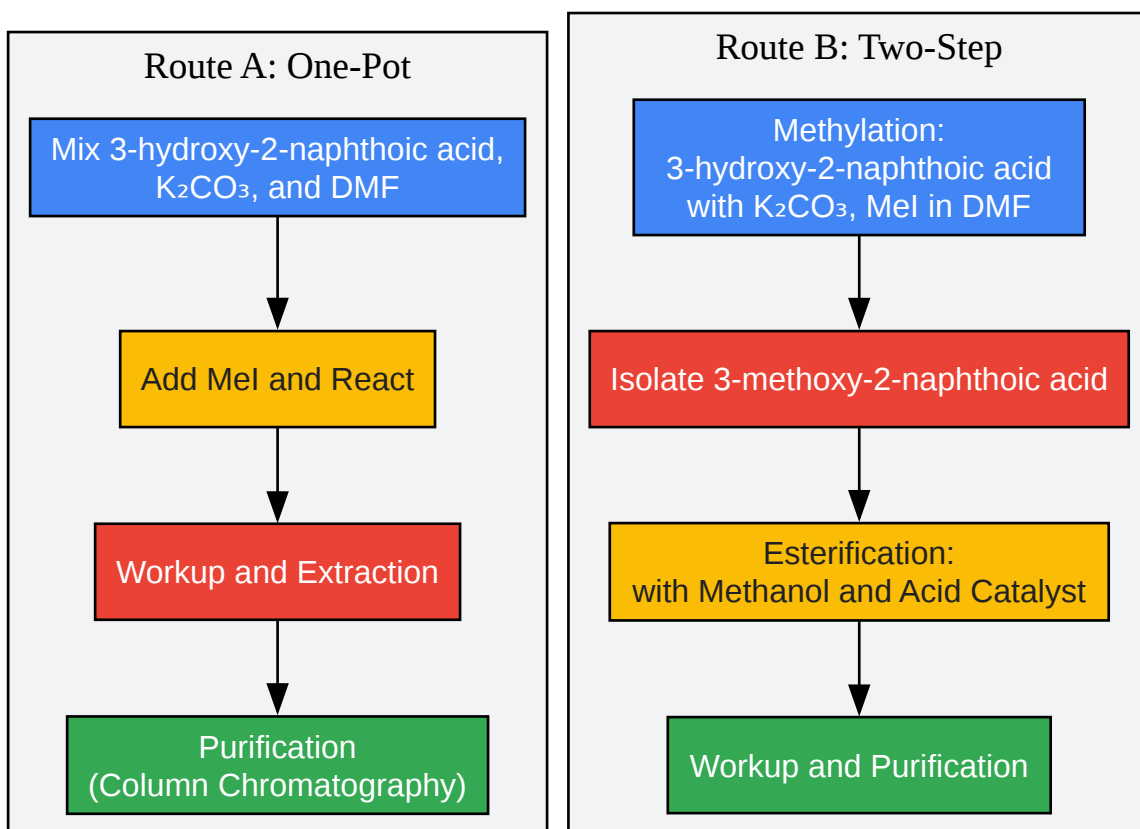 Route A: One-Pot
Mix 3-hydroxy-2-naphthoic acid,
K₂CO₃, and DMF
Add MeI and React
Workup and Extraction
Purification
(Column Chromatography)
Route B: Two-Step
Methylation:
3-hydroxy-2-naphthoic acid
with K₂CO₃, MeI in DMF
Isolate 3-methoxy-2-naphthoic acid
Esterification:
with Methanol and Acid Catalyst
Workup and Purification